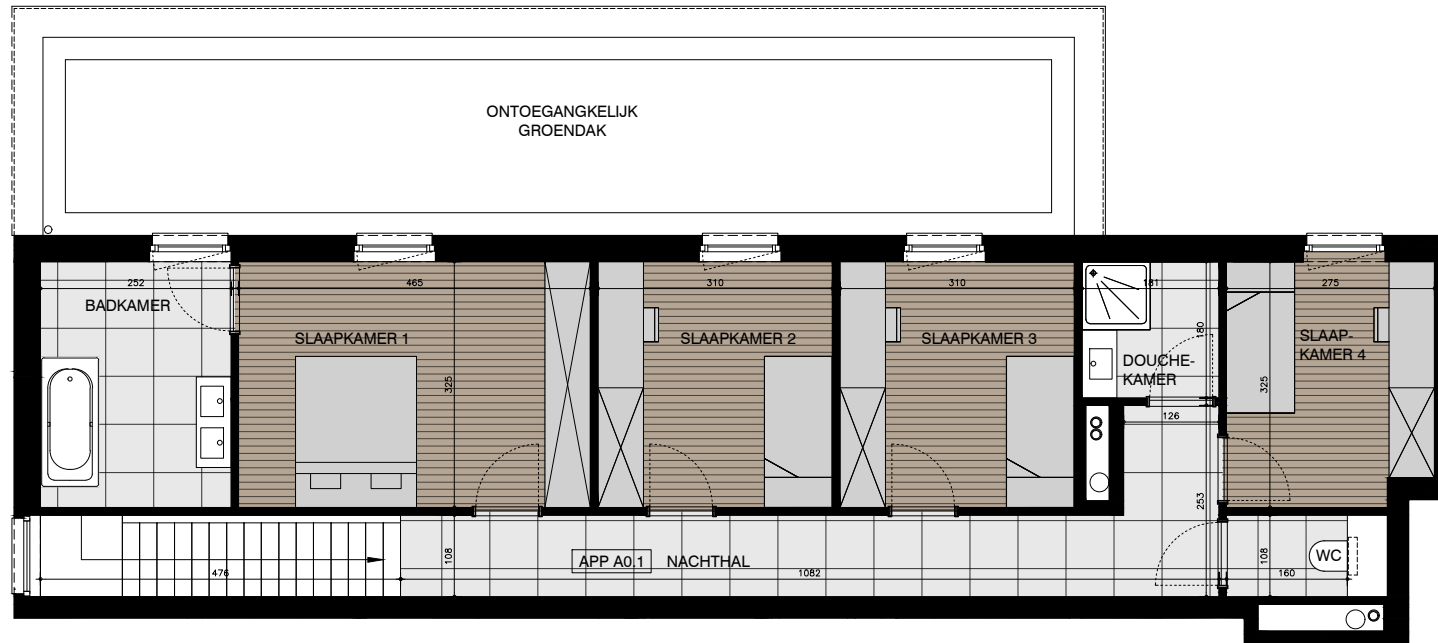 ONTOEGANGKELIJK
GROENDAK
252
465
310
310
181
275
BADKAMER
SLAAPKAMER 1
SLAAPKAMER 2
SLAAPKAMER 3
180
SLAAP-
KAMER 4
DOUCHE-
KAMER
325
325
126
253
APP A0.1
NACHTHAL
WC
108
108
476
1082
160